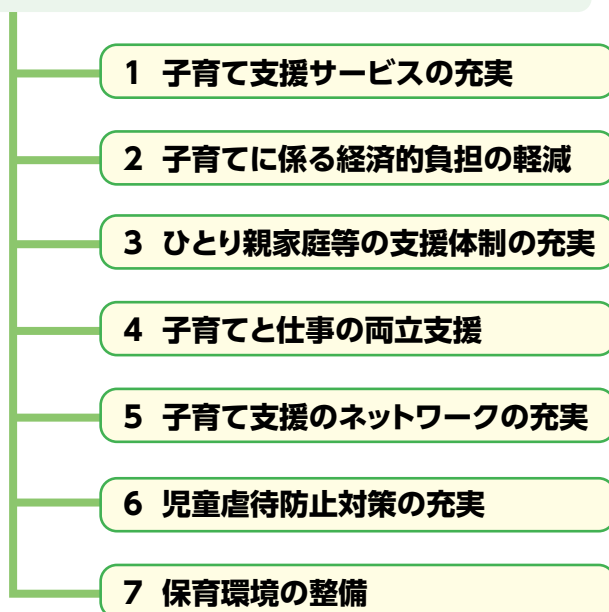 1 子育て支援サービスの充実
2 子育てに係る経済的負担の軽減
3 ひとり親家庭等の支援体制の充実
4 子育てと仕事の両立支援
5 子育て支援のネットワークの充実
6 児童虐待防止対策の充実
7 保育環境の整備